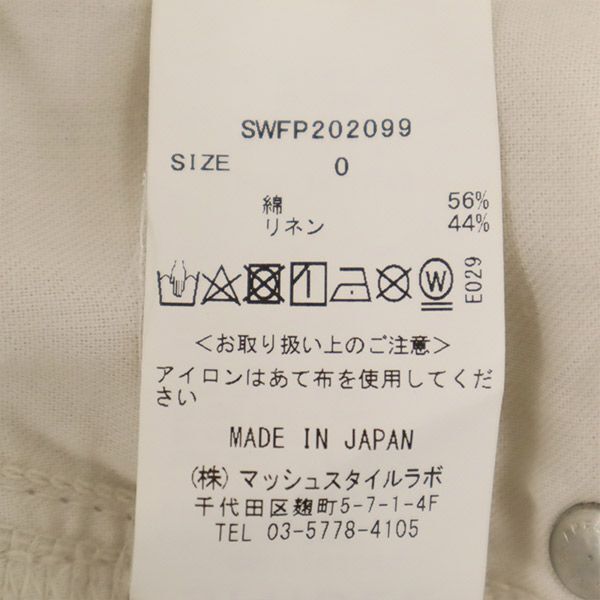 SWFP202099
SIZE 0
綿 56%
リネン 44%
W
E029
＜お取り扱い上のご注意＞
アイロンはあて布を使用してくだ
さい
MADE IN JAPAN
(株) マッシュスタイルラボ
千代田区麹町5-7-1-4F
TEL 03-5778-4105